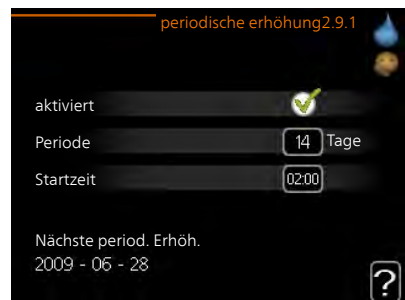 periodische erhöhung2.9.1
aktiviert
Periode 14 Tage
Startzeit 02:00
Nächste period. Erhöh.
2009 - 06 - 28
?